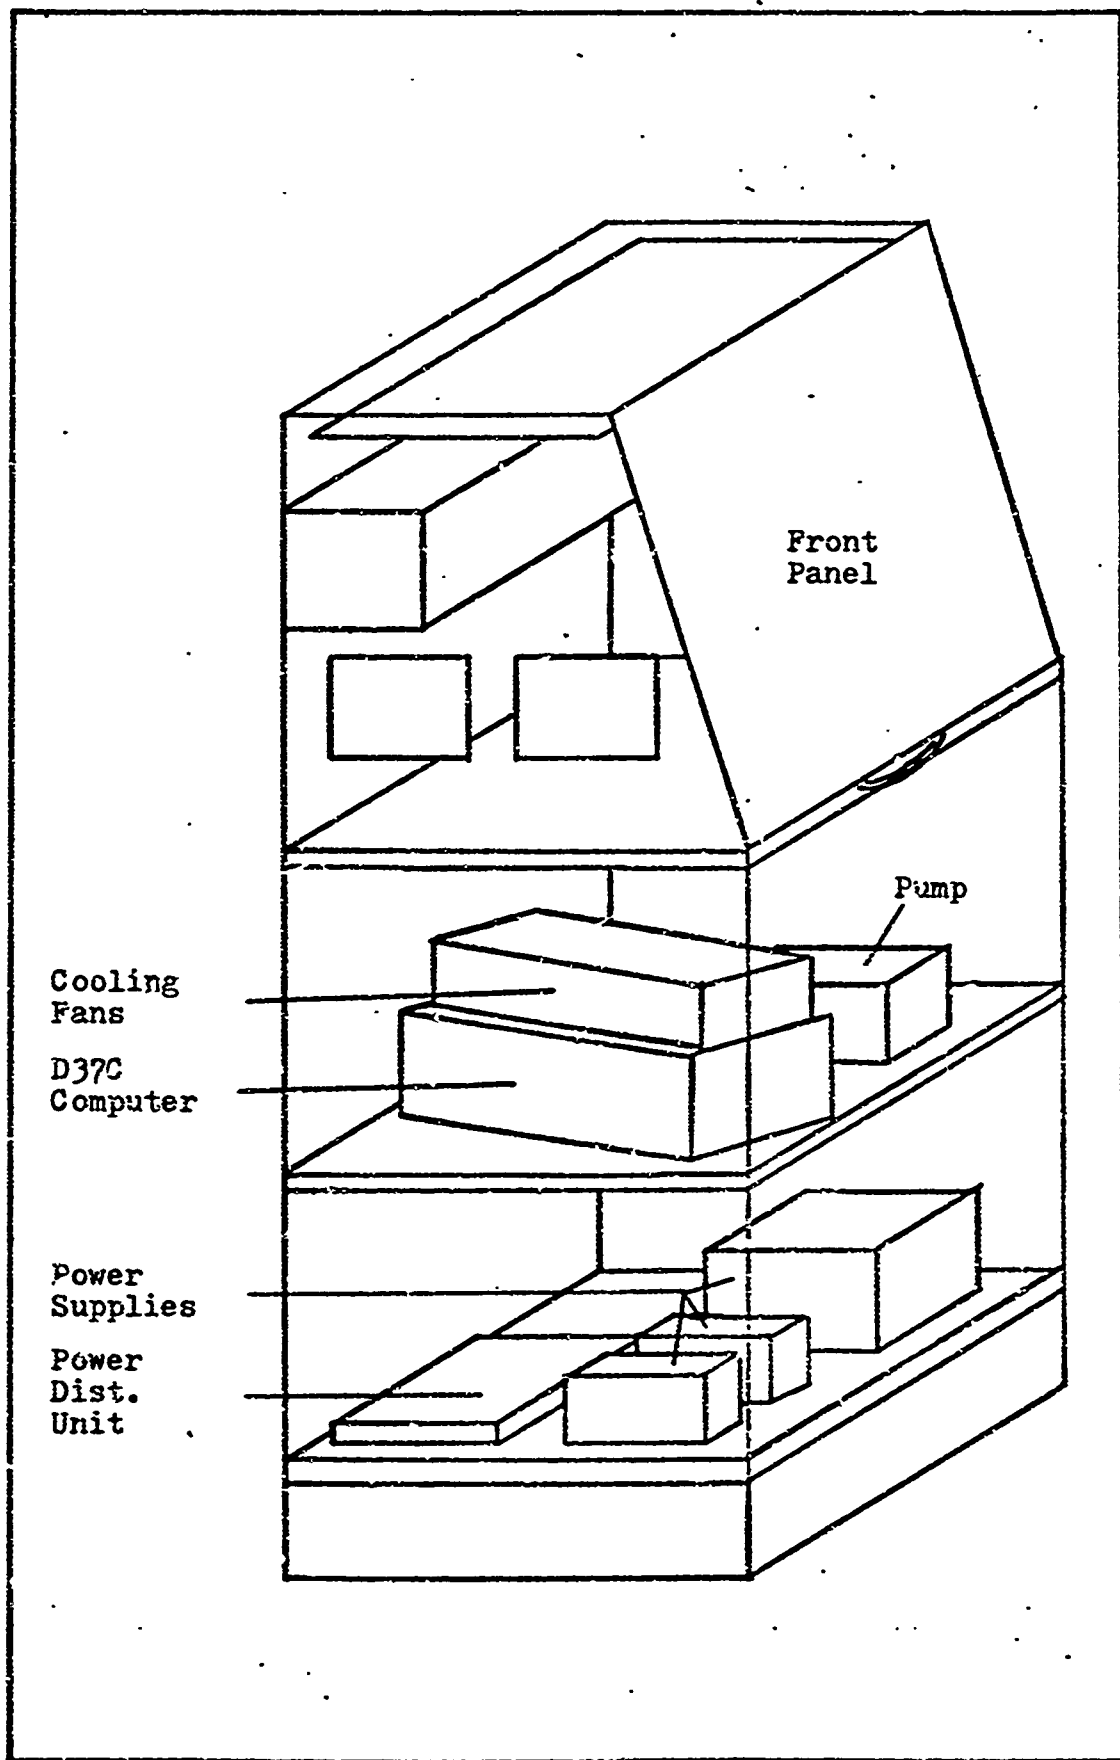 Front
Panel
Pump
Cooling
Fans
D37C
Computer
Power
Supplies
Power
Dist.
Unit